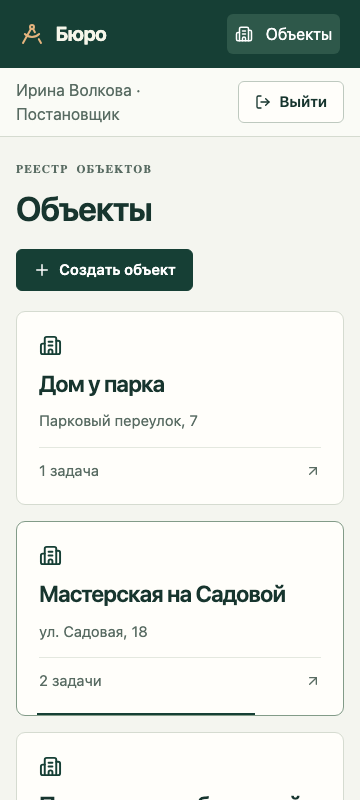 Бюро
Объекты
Ирина Волкова ·
Постановщик
Выйти
РЕЕСТР ОБЪЕКТОВ
Объекты
Создать объект
Дом у парка
Парковый переулок, 7
1 задача
Мастерская на Садовой
ул. Садовая, 18
2 задачи